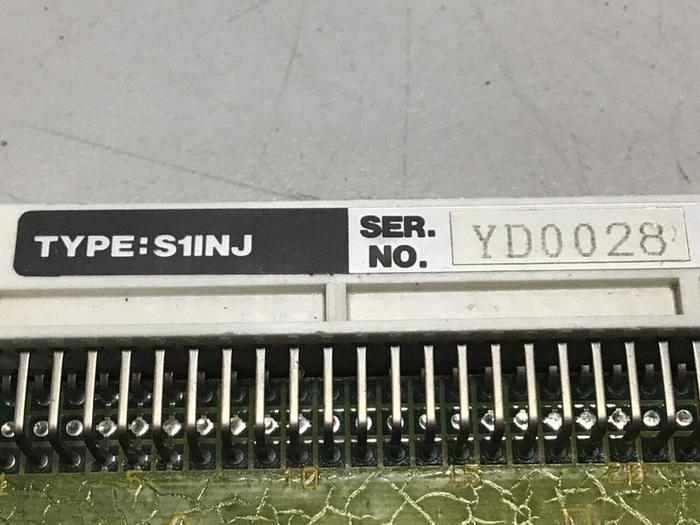 TYPE: S1INJ
SER. NO.
YD0028
5 10 15 20